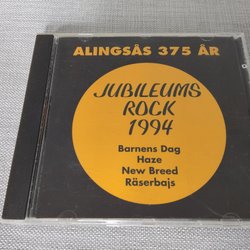 ALINGSÅS 375 ÅR
JUBILEUMS
ROCK
1994
Barnens Dag
Haze
New Breed
Räserbajs